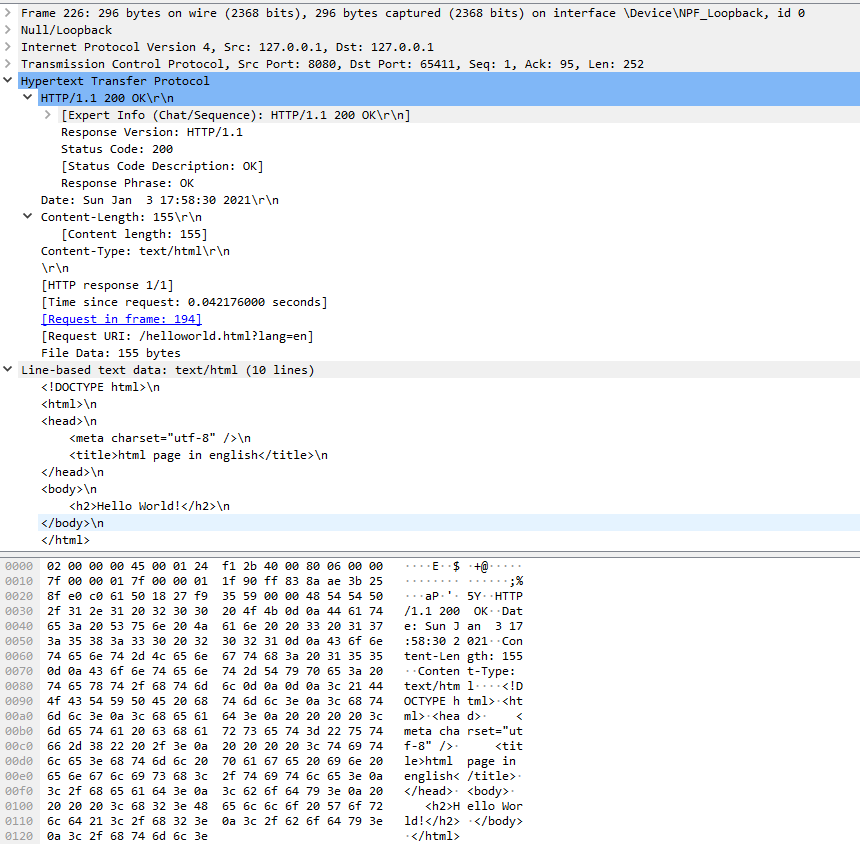 Frame 226: 296 bytes on wire (2368 bits), 296 bytes captured (2368 bits) on interface \Device\NPF_Loopback, id 0
Null/Loopback
Internet Protocol Version 4, Src: 127.0.0.1, Dst: 127.0.0.1
Transmission Control Protocol, Src Port: 8080, Dst Port: 65411, Seq: 1, Ack: 95, Len: 252
Hypertext Transfer Protocol
HTTP/1.1 200 OK\r\n
[Expert Info (Chat/Sequence): HTTP/1.1 200 OK\r\n]
Response Version: HTTP/1.1
Status Code: 200
[Status Code Description: OK]
Response Phrase: OK
Date: Sun Jan  3 17:58:30 2021\r\n
Content-Length: 155\r\n
[Content length: 155]
Content-Type: text/html\r\n
\r\n
[HTTP response 1/1]
[Time since request: 0.042176000 seconds]
[Request in frame: 194]
[Request URI: /helloworld.html?lang=en]
File Data: 155 bytes
Line-based text data: text/html (10 lines)
<!DOCTYPE html>\n
<html>\n
<head>\n
    <meta charset="utf-8" />\n
    <title>html page in english</title>\n
</head>\n
<body>\n
    <h2>Hello World!</h2>\n
</body>\n
</html>
0000  02 00 00 00 45 00 01 24  f1 2b 40 00 80 06 00 00  ····E··$ ·+@·····
0010  7f 00 00 01 7f 00 00 01  1f 90 ff 83 8a ae 3b 25  ········ ······;%
0020  8f e0 c0 61 50 18 27 f9  35 59 00 00 48 54 54 50  ···aP·'· 5Y··HTTP
0030  2f 31 2e 31 20 32 30 30  20 4f 4b 0d 0a 44 61 74  /1.1 200  OK··Dat
0040  65 3a 20 53 75 6e 20 4a  61 6e 20 20 33 20 31 37  e: Sun J an  3 17
0050  3a 35 38 3a 33 30 20 32  30 32 31 0d 0a 43 6f 6e  :58:30 2 021··Con
0060  74 65 6e 74 2d 4c 65 6e  67 74 68 3a 20 31 35 35  tent-Len gth: 155
0070  0d 0a 43 6f 6e 74 65 6e  74 2d 54 79 70 65 3a 20  ··Conten t-Type:
0080  74 65 78 74 2f 68 74 6d  6c 0d 0a 0d 0a 3c 21 44  text/htm l····<!D
0090  4f 43 54 59 50 45 20 68  74 6d 6c 3e 0a 3c 68 74  OCTYPE h tml>·<ht
00a0  6d 6c 3e 0a 3c 68 65 61  64 3e 0a 20 20 20 20 3c  ml>·<hea d>·    <
00b0  6d 65 74 61 20 63 68 61  72 73 65 74 3d 22 75 74  meta cha rset="ut
00c0  66 2d 38 22 20 2f 3e 0a  20 20 20 20 3c 74 69 74  f-8" />·     <tit
00d0  6c 65 3e 68 74 6d 6c 20  70 61 67 65 20 69 6e 20  le>html  page in
00e0  65 6e 67 6c 69 73 68 3c  2f 74 69 74 6c 65 3e 0a  english< /title>·
00f0  3c 2f 68 65 61 64 3e 0a  3c 62 6f 64 79 3e 0a 20  </head>· <body>·
0100  20 20 20 3c 68 32 3e 48  65 6c 6c 6f 20 57 6f 72     <h2>H ello Wor
0110  6c 64 21 3c 2f 68 32 3e  0a 3c 2f 62 6f 64 79 3e  ld!</h2> ·</body>
0120  0a 3c 2f 68 74 6d 6c 3e  ·</html>